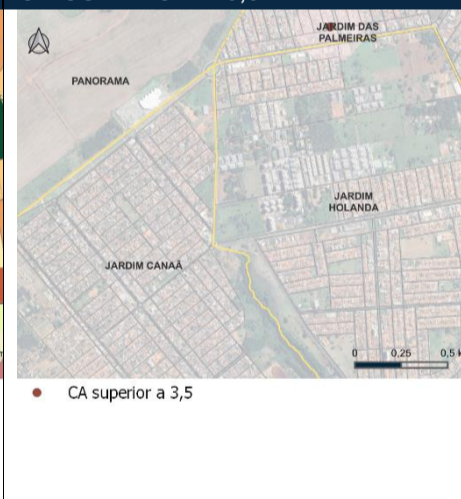 JARDIM DAS
PALMEIRAS
PANORAMA
JARDIM
HOLANDA
JARDIM CANAÃ
0 0,25 0,5
CA superior a 3,5